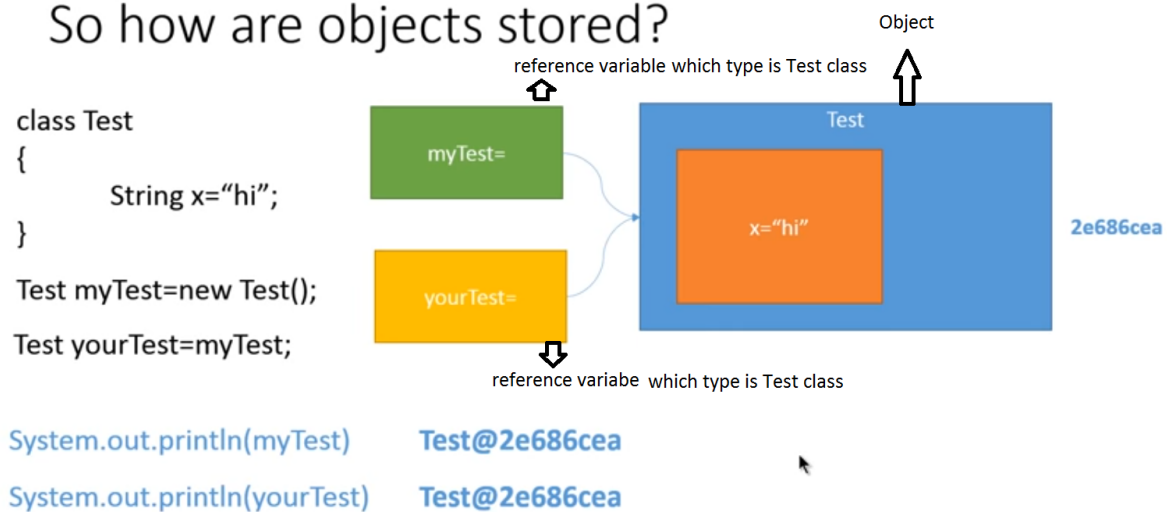 So how are objects stored?
Object
reference variable which type is Test class
class Test
{
String x=“hi”;
}
Test myTest=new Test();
Test yourTest=myTest;
myTest=
yourTest=
Test
x=“hi”
2e686cea
reference variabe which type is Test class
System.out.println(myTest) Test@2e686cea
System.out.println(yourTest) Test@2e686cea